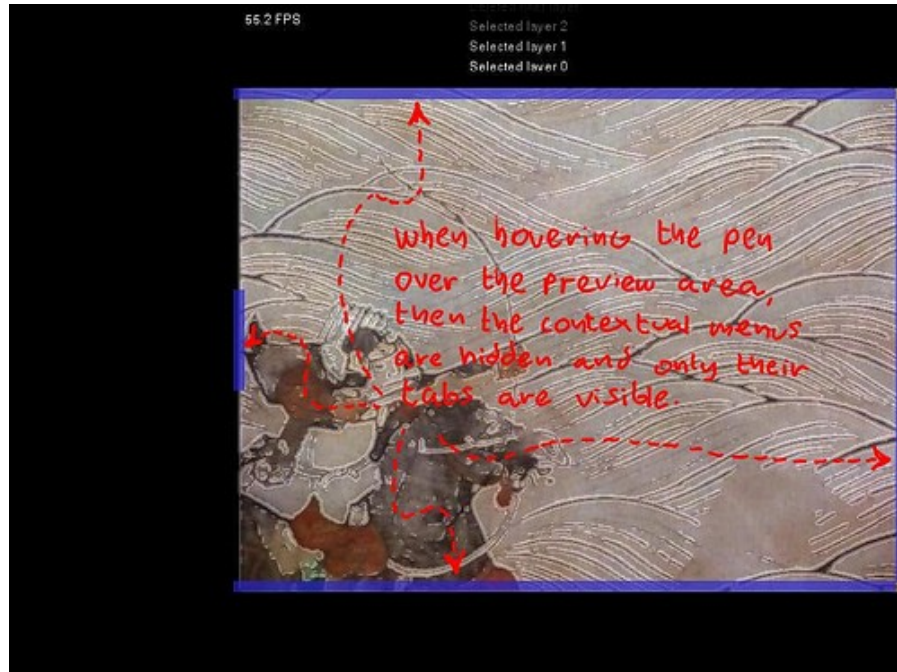 55.2 FPS
Selected layer 2
Selected layer 1
Selected layer 0
when hovering the pen
over the preview area,
then the contextual menus
are hidden and only their
tabs are visible.